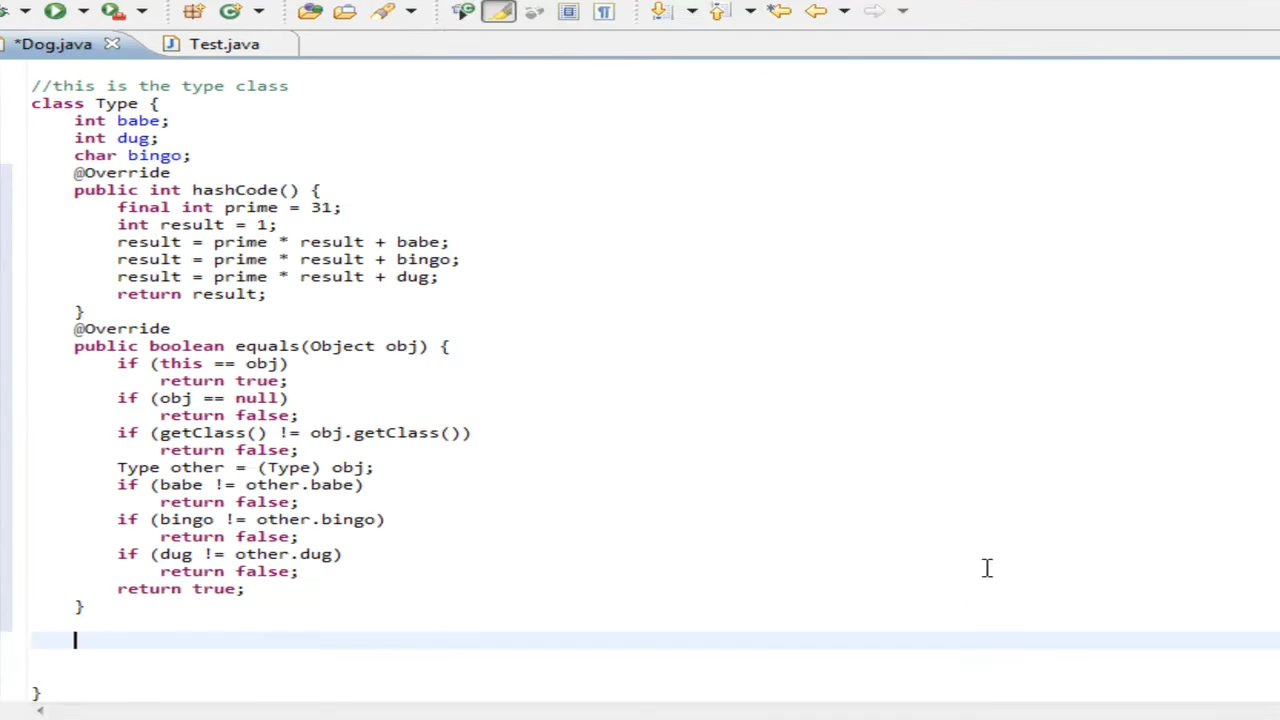 *Dog.java
Test.java
//this is the type class
class Type {
int babe;
int dug;
char bingo;
@Override
public int hashCode() {
final int prime = 31;
int result = 1;
result = prime * result + babe;
result = prime * result + bingo;
result = prime * result + dug;
return result;
}
@Override
public boolean equals(Object obj) {
if (this == obj)
return true;
if (obj == null)
return false;
if (getClass() != obj.getClass())
return false;
Type other = (Type) obj;
if (babe != other.babe)
return false;
if (bingo != other.bingo)
return false;
if (dug != other.dug)
return false;
return true;
}
}